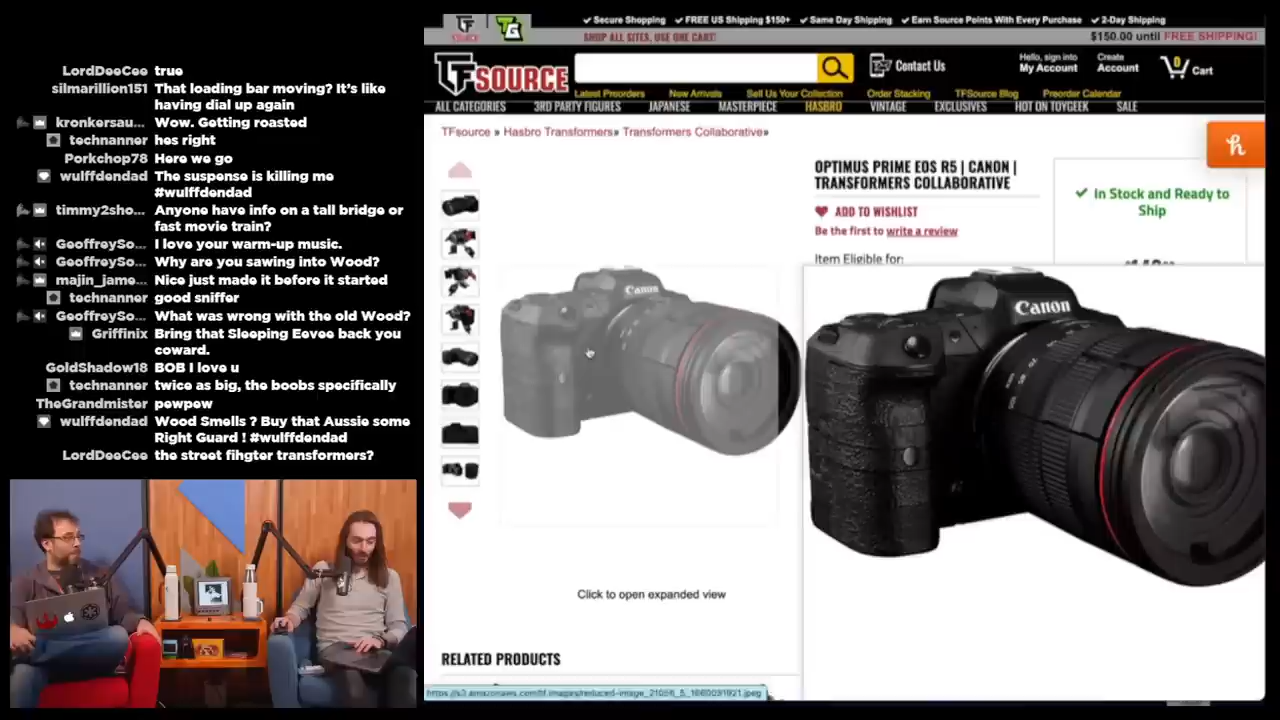 LordDeeCee true
silmarillion151 That loading bar moving? It's like
having dial up again
kronkersau... Wow. Getting roasted
technanner hes right
Porkchop78 Here we go
wulffdendad The suspense is killing me
#wulffdendad
timmy2sho... Anyone have info on a tall bridge or
fast movie train?
GeoffreySo... I love your warm-up music.
GeoffreySo... Why are you sawing into Wood?
majin_jame... Nice just made it before it started
technanner good sniffer
GeoffreySo... What was wrong with the old Wood?
Griffinix Bring that Sleeping Eevee back you
coward.
GoldShadow18 BOB I love u
technanner twice as big, the boobs specifically
TheGrandmister pewpew
wulffdendad Wood Smells ? Buy that Aussie some
Right Guard ! #wulffdendad
LordDeeCee the street fihgter transformers?
Secure Shopping FREE US Shipping $150+ Same Day Shipping Earn Source Points With Every Purchase 2-Day Shipping
SHOP ALL SITES, USE ONE CART!
$150.00 until FREE SHIPPING!
TFSOURCE
Contact Us
Hello, sign into
My Account
Create
Account
0
Cart
Latest Preorders New Arrivals Sell Us Your Collection Order Stacking TFSource Blog Preorder Calendar
ALL CATEGORIES 3RD PARTY FIGURES JAPANESE MASTERPIECE HASBRO VINTAGE EXCLUSIVES HOT ON TOYGEEK SALE
TFsource » Hasbro Transformers» Transformers Collaborative»
h
OPTIMUS PRIME EOS R5 | CANON |
TRANSFORMERS COLLABORATIVE
ADD TO WISHLIST
Be the first to write a review
Item Eligible for:
In Stock and Ready to
Ship
Canon
Canon
Click to open expanded view
RELATED PRODUCTS